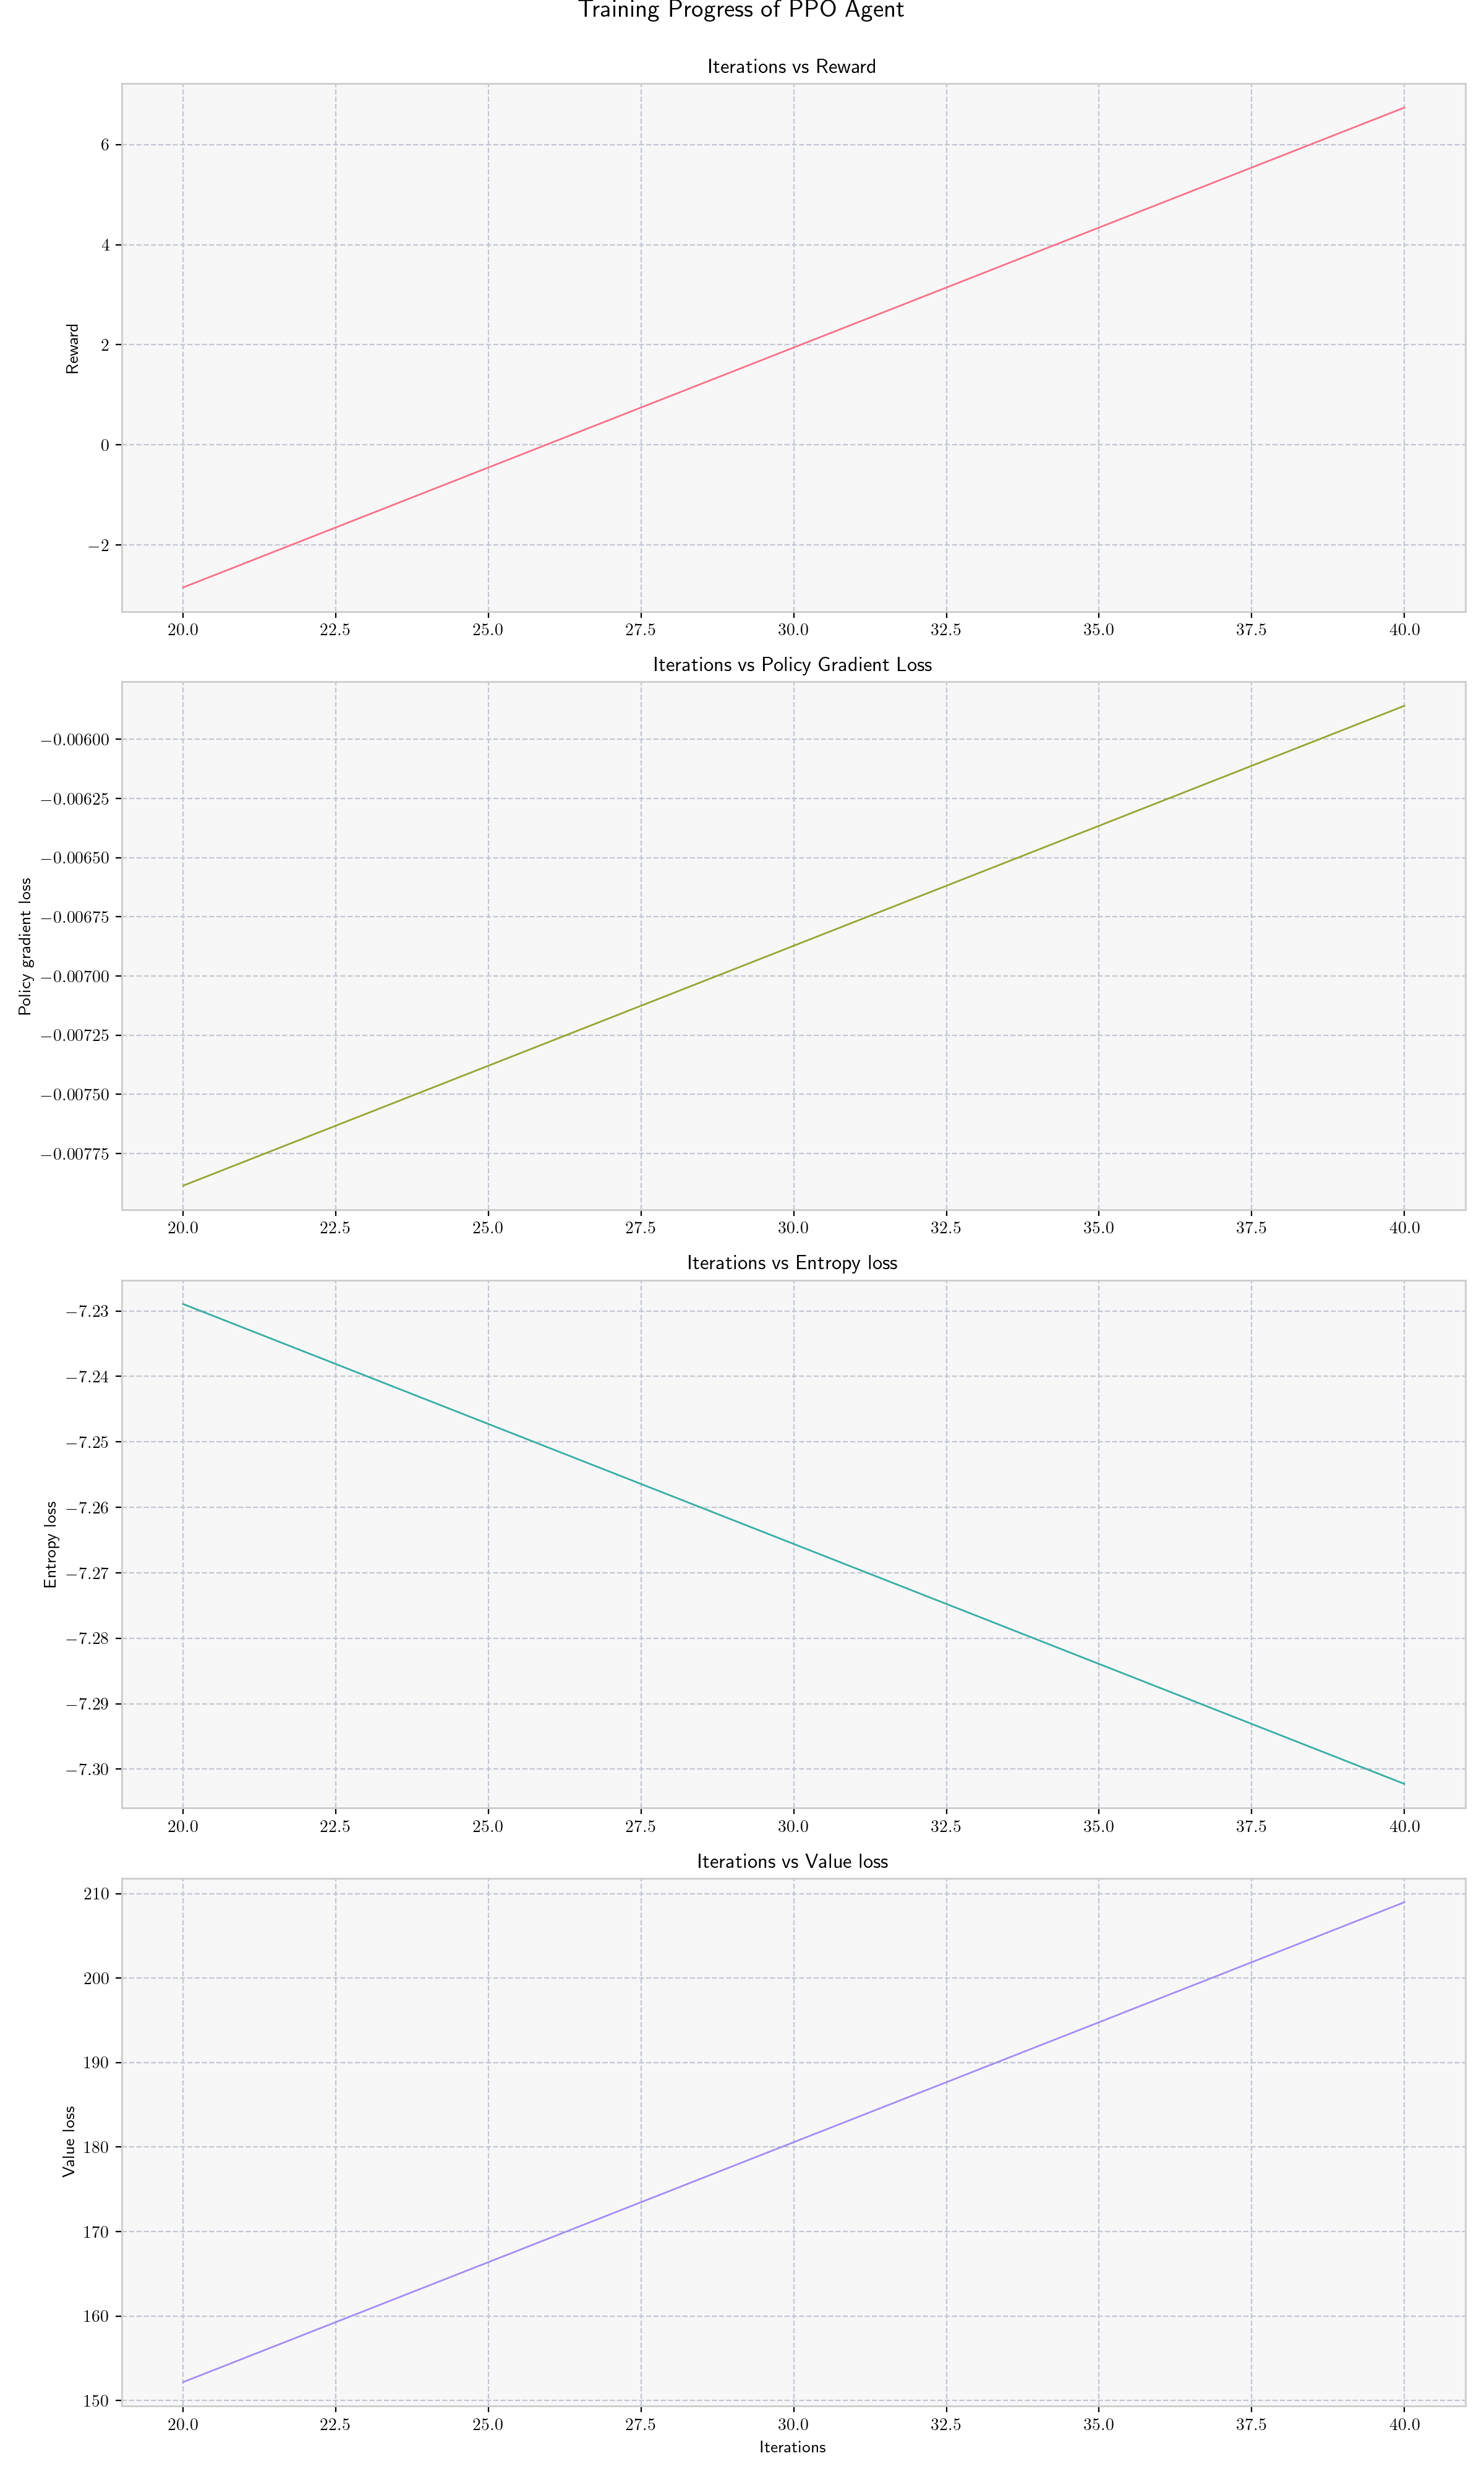 Training Progress of PPO Agent
Iterations vs Reward
6
4
2
0
−2
Reward
20.0 22.5 25.0 27.5 30.0 32.5 35.0 37.5 40.0
Iterations vs Policy Gradient Loss
−0.00600
−0.00625
−0.00650
−0.00675
−0.00700
−0.00725
−0.00750
−0.00775
Policy gradient loss
20.0 22.5 25.0 27.5 30.0 32.5 35.0 37.5 40.0
Iterations vs Entropy loss
−7.23
−7.24
−7.25
−7.26
−7.27
−7.28
−7.29
−7.30
Entropy loss
20.0 22.5 25.0 27.5 30.0 32.5 35.0 37.5 40.0
Iterations vs Value loss
210
200
190
180
170
160
150
Value loss
20.0 22.5 25.0 27.5 30.0 32.5 35.0 37.5 40.0
Iterations